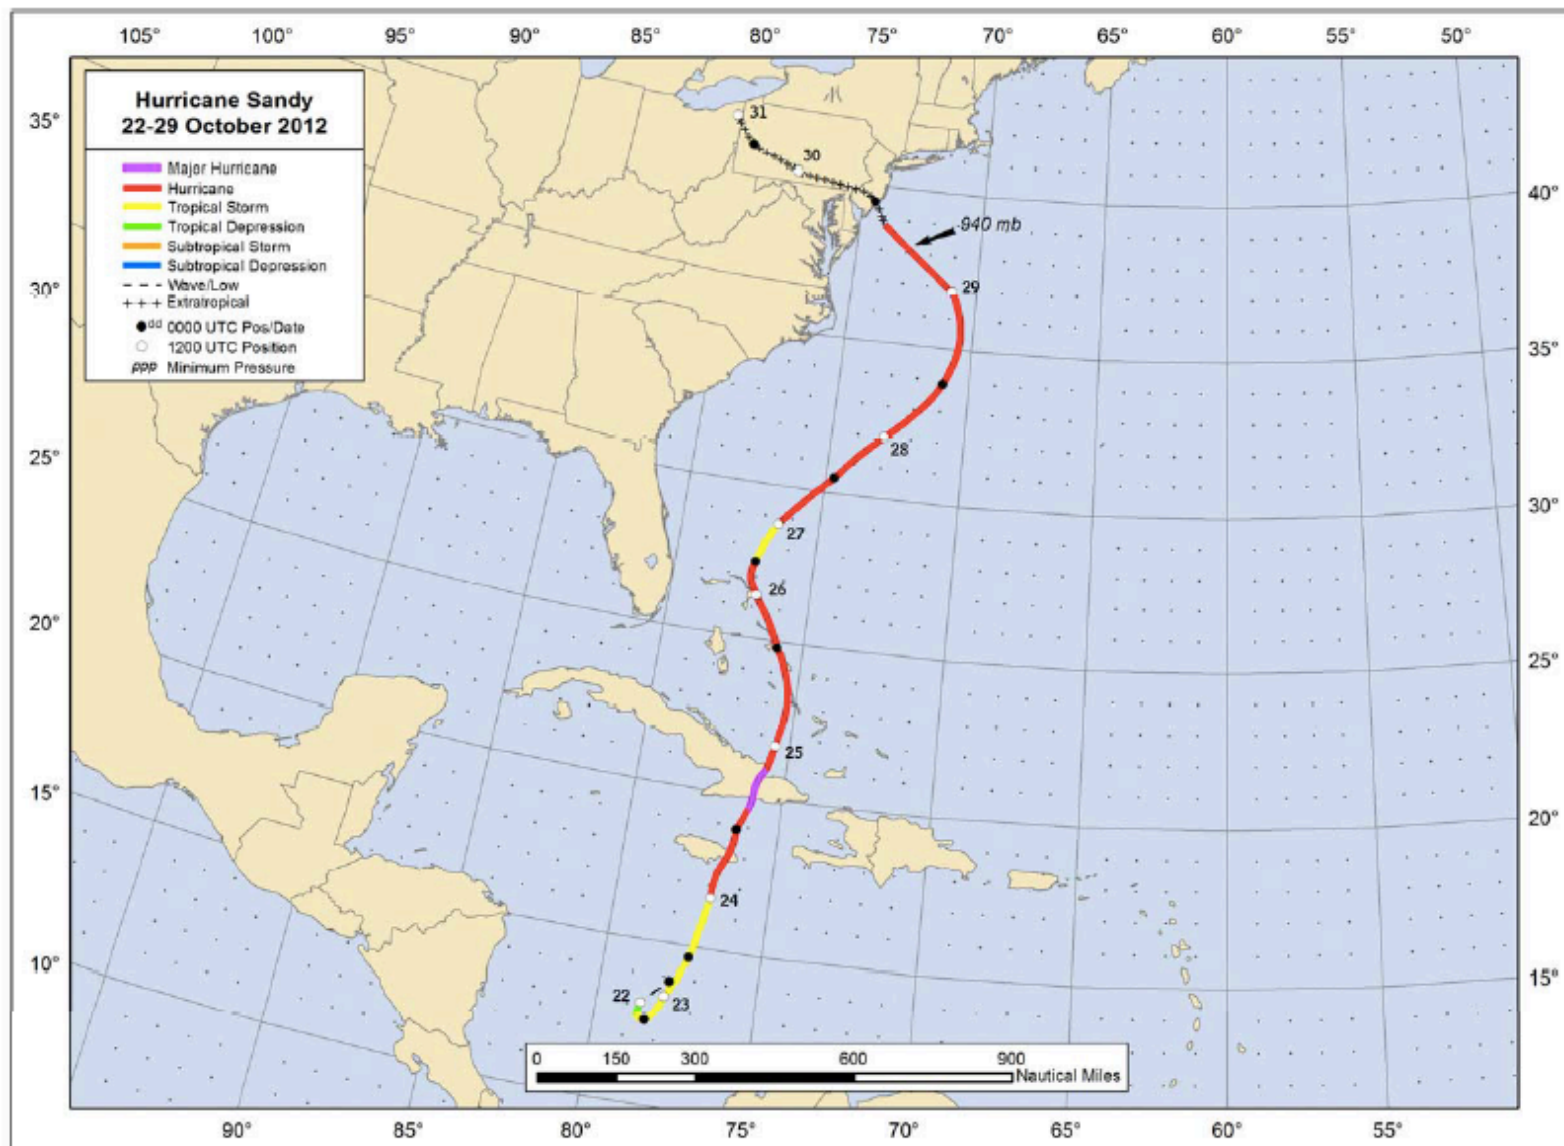 105° 100° 95° 90° 85° 80° 75° 70° 65° 60° 55° 50°
Hurricane Sandy
22-29 October 2012
Major Hurricane
Hurricane
Tropical Storm
Tropical Depression
Subtropical Storm
Subtropical Depression
Wave/Low
Extratropical
dd 0000 UTC Pos/Date
1200 UTC Position
ppp Minimum Pressure
35°
30°
25°
20°
15°
10°
31
30
940 mb
29
28
27
26
25
24
22
23
40°
35°
30°
25°
20°
15°
0 150 300 600 900
Nautical Miles
90° 85° 80° 75° 70° 65° 60° 55°